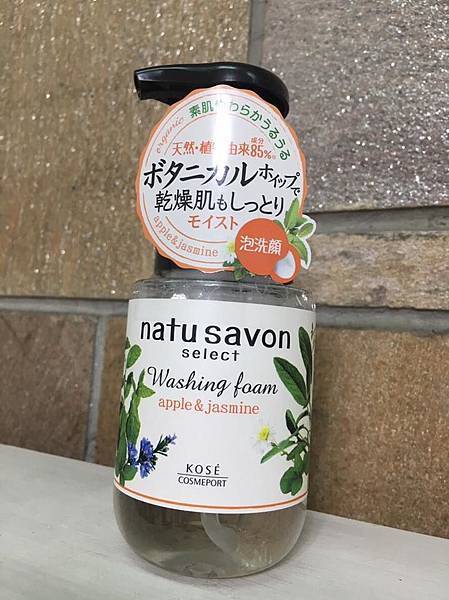 organic
素肌やわらかうるうる
天然・植物由来成分85%※
ボタニカルホイップで
乾燥肌もしっとり
モイスト
apple&jasmine
泡洗顔
natu savon
select
Washing foam
apple & jasmine
KOSÉ
COSMEPORT